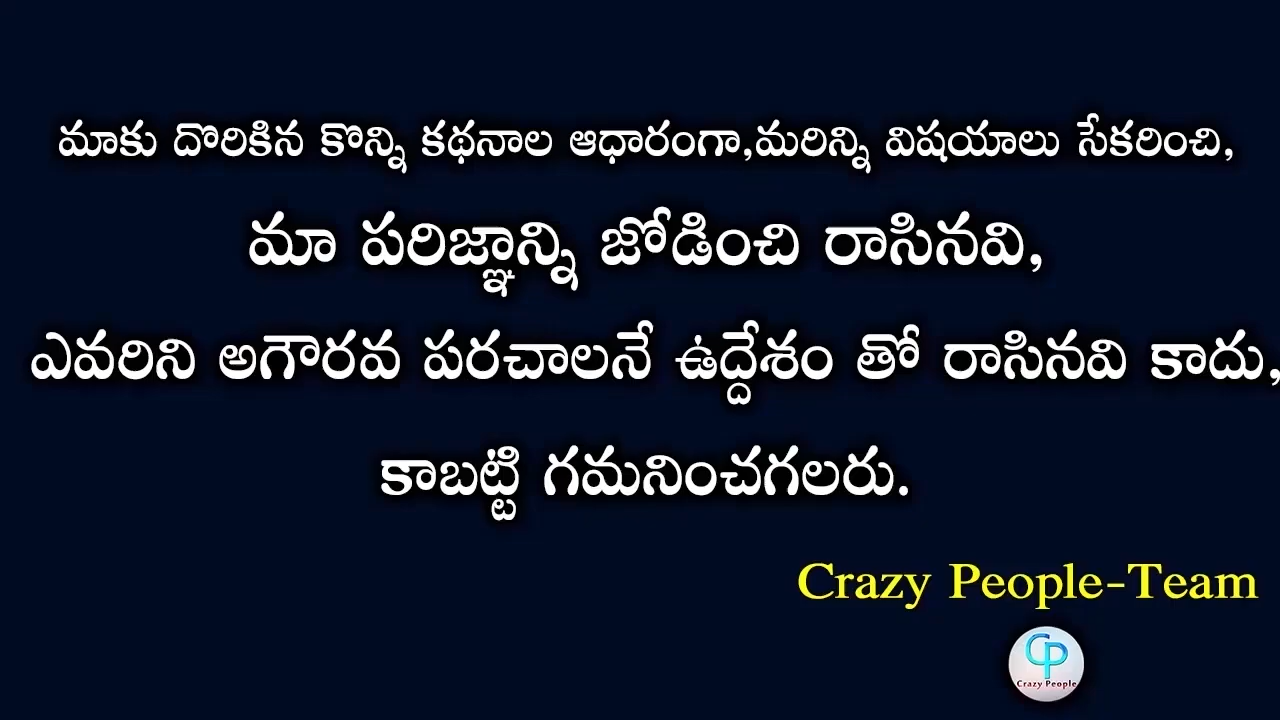 మాకు దొరికిన కొన్ని కథనాల ఆధారంగా,మరిన్ని విషయాలు సేకరించి,
మా పరిజ్ఞాన్ని జోడించి రాసినవి,
ఎవరిని అగౌరవ పరచాలనే ఉద్దేశం తో రాసినవి కాదు,
కాబట్టి గమనించగలరు.
Crazy People-Team
CP
Crazy People